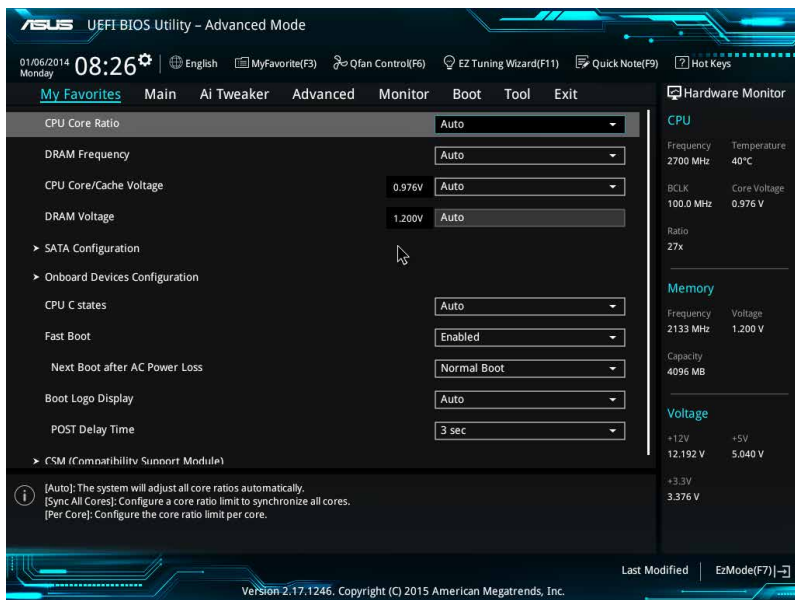 ASUS UEFI BIOS Utility – Advanced Mode
01/06/2014 Monday 08:26 English MyFavorite(F3) Qfan Control(F6) EZ Tuning Wizard(F11) Quick Note(F9) ? Hot Keys
My Favorites Main Ai Tweaker Advanced Monitor Boot Tool Exit
CPU Core Ratio Auto
DRAM Frequency Auto
CPU Core/Cache Voltage 0.976V Auto
DRAM Voltage 1.200V Auto
> SATA Configuration
> Onboard Devices Configuration
CPU C states Auto
Fast Boot Enabled
Next Boot after AC Power Loss Normal Boot
Boot Logo Display Auto
POST Delay Time 3 sec
> CSM (Compatibility Support Module)
[Auto]: The system will adjust all core ratios automatically.
[Sync All Cores]: Configure a core ratio limit to synchronize all cores.
[Per Core]: Configure the core ratio limit per core.
Hardware Monitor
CPU
Frequency Temperature
2700 MHz 40°C
BCLK Core Voltage
100.0 MHz 0.976 V
Ratio
27x
Memory
Frequency Voltage
2133 MHz 1.200 V
Capacity
4096 MB
Voltage
+12V +5V
12.192 V 5.040 V
+3.3V
3.376 V
Last Modified EzMode(F7)
Version 2.17.1246. Copyright (C) 2015 American Megatrends, Inc.